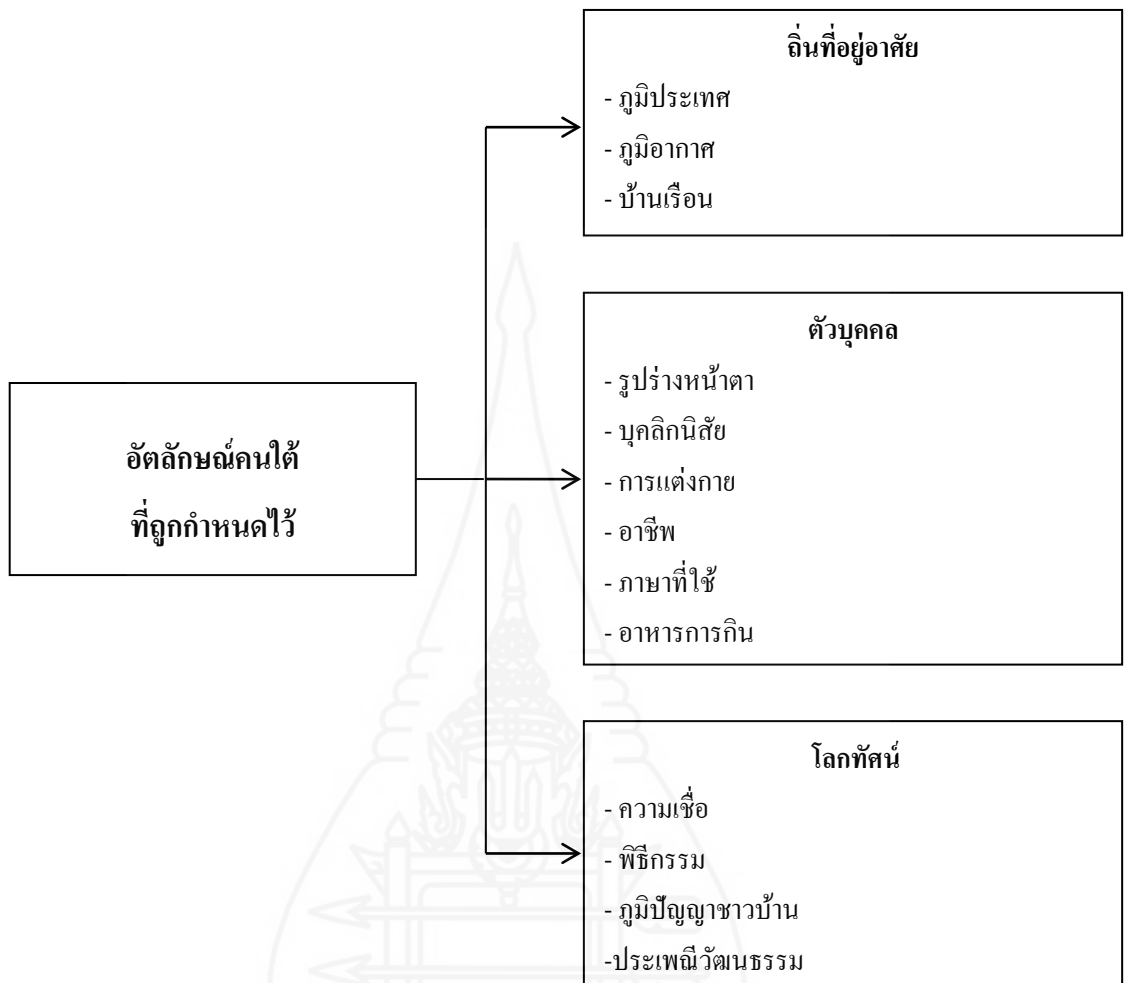 ถิ่นที่อยู่อาศัย
- ภูมิประเทศ
- ภูมิอากาศ
- บ้านเรือน
ตัวบุคคล
- รูปร่างหน้าตา
- บุคลิกนิสัย
- การแต่งกาย
- อาชีพ
- ภาษาที่ใช้
- อาหารการกิน
อัตลักษณ์คนใต้
ที่ถูกกำหนดไว้
โลกทัศน์
- ความเชื่อ
- พิธีกรรม
- ภูมิปัญญาชาวบ้าน
-ประเพณีวัฒนธรรม